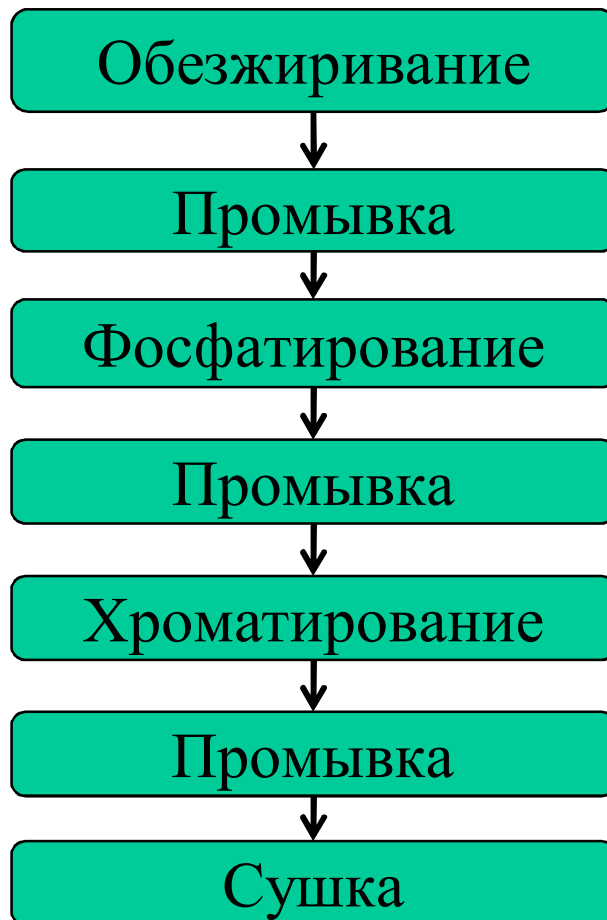 Обезжиривание
Промывка
Фосфатирование
Промывка
Хроматирование
Промывка
Сушка